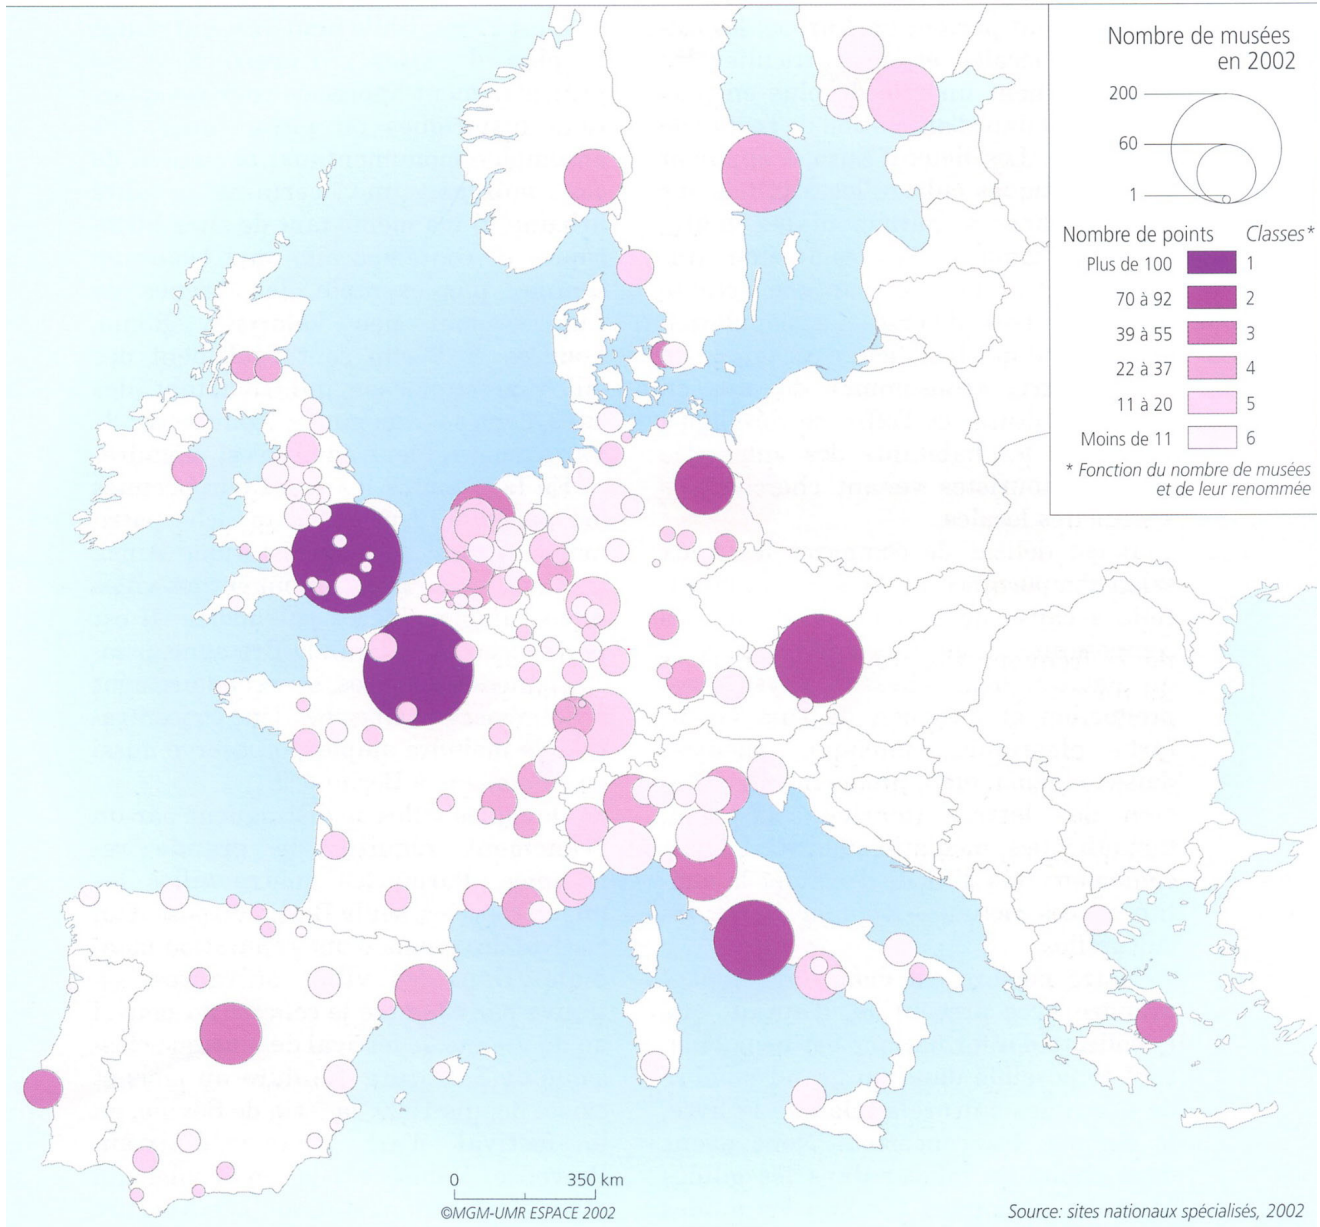 Nombre de musées
en 2002
200
60
1
Nombre de points Classes*
Plus de 100 1
70 à 92 2
39 à 55 3
22 à 37 4
11 à 20 5
Moins de 11 6
* Fonction du nombre de musées
et de leur renommée
0 350 km
©MGM-UMR ESPACE 2002
Source: sites nationaux spécialisés, 2002